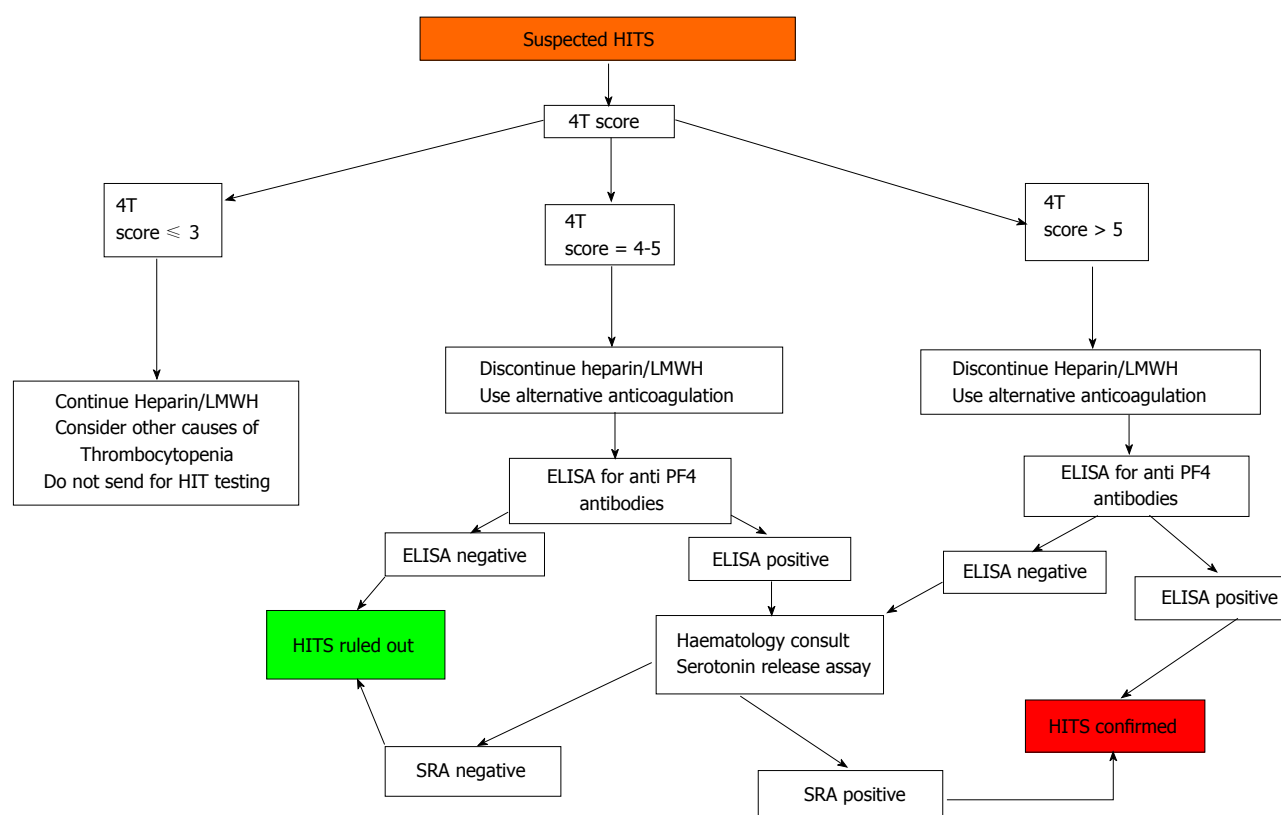 Suspected HITS
4T score
4T
score ⩽ 3
4T
score = 4-5
4T
score > 5
Continue Heparin/LMWH
Consider other causes of
Thrombocytopenia
Do not send for HIT testing
Discontinue heparin/LMWH
Use alternative anticoagulation
Discontinue Heparin/LMWH
Use alternative anticoagulation
ELISA for anti PF4
antibodies
ELISA for anti PF4
antibodies
ELISA negative
ELISA positive
ELISA negative
ELISA positive
HITS ruled out
Haematology consult
Serotonin release assay
HITS confirmed
SRA negative
SRA positive